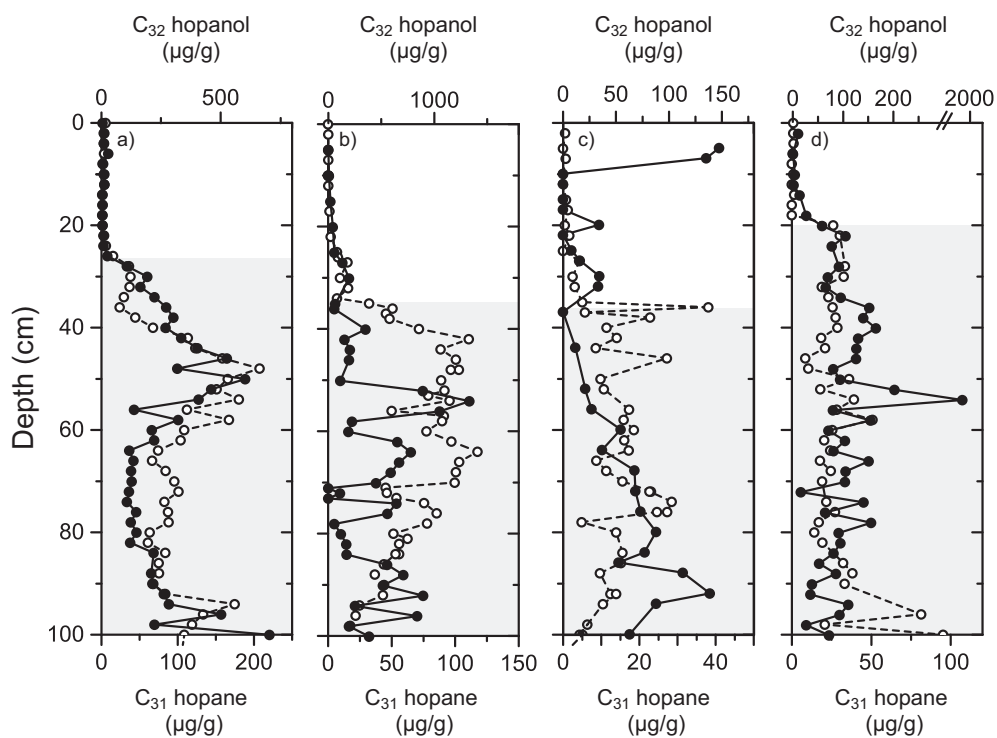 C₃₂ hopanol C₃₂ hopanol C₃₂ hopanol C₃₂ hopanol
(µg/g) (µg/g) (µg/g) (µg/g)
0 500 0 1000 0 50 100 150 0 100 200 2000
0 a) b) c) d)
20
40
Depth (cm)
60
80
100
0 100 200 0 50 100 150 0 20 40 0 50 100
C₃₁ hopane C₃₁ hopane C₃₁ hopane C₃₁ hopane
(µg/g) (µg/g) (µg/g) (µg/g)